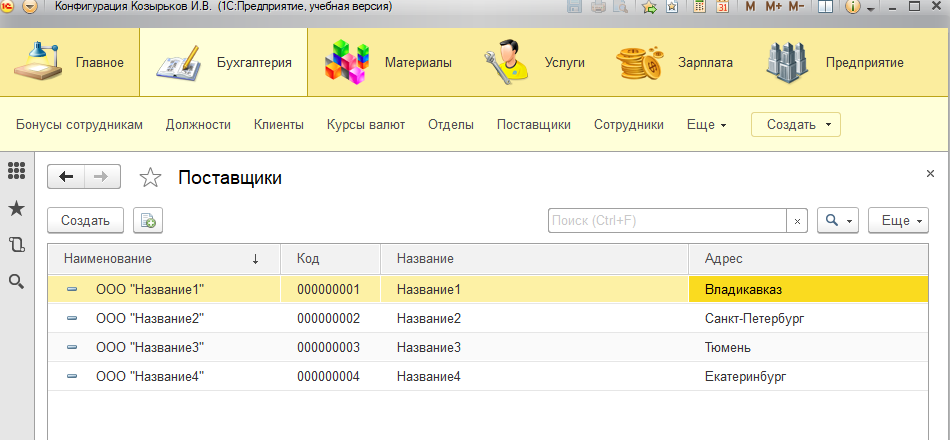 Конфигурация Козырьков И.В. (1С:Предприятие, учебная версия) M M+ M-
Главное Бухгалтерия Материалы Услуги Зарплата Предприятие
Бонусы сотрудникам Должности Клиенты Курсы валют Отделы Поставщики Сотрудники Еще Создать
Поставщики
Создать Поиск (Ctrl+F) Еще
Наименование Код Название Адрес
ООО "Название1" 000000001 Название1 Владикавказ
ООО "Название2" 000000002 Название2 Санкт-Петербург
ООО "Название3" 000000003 Название3 Тюмень
ООО "Название4" 000000004 Название4 Екатеринбург